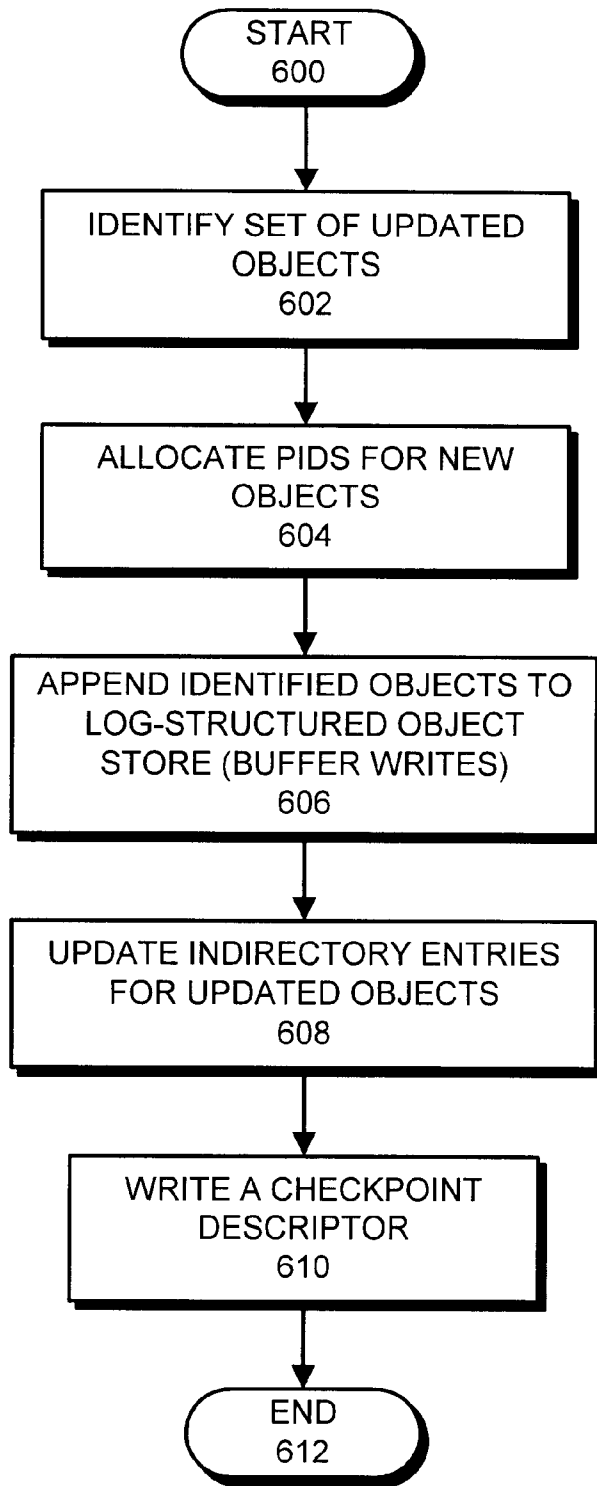 START
600
IDENTIFY SET OF UPDATED
OBJECTS
602
ALLOCATE PIDS FOR NEW
OBJECTS
604
APPEND IDENTIFIED OBJECTS TO
LOG-STRUCTURED OBJECT
STORE (BUFFER WRITES)
606
UPDATE INDIRECTORY ENTRIES
FOR UPDATED OBJECTS
608
WRITE A CHECKPOINT
DESCRIPTOR
610
END
612